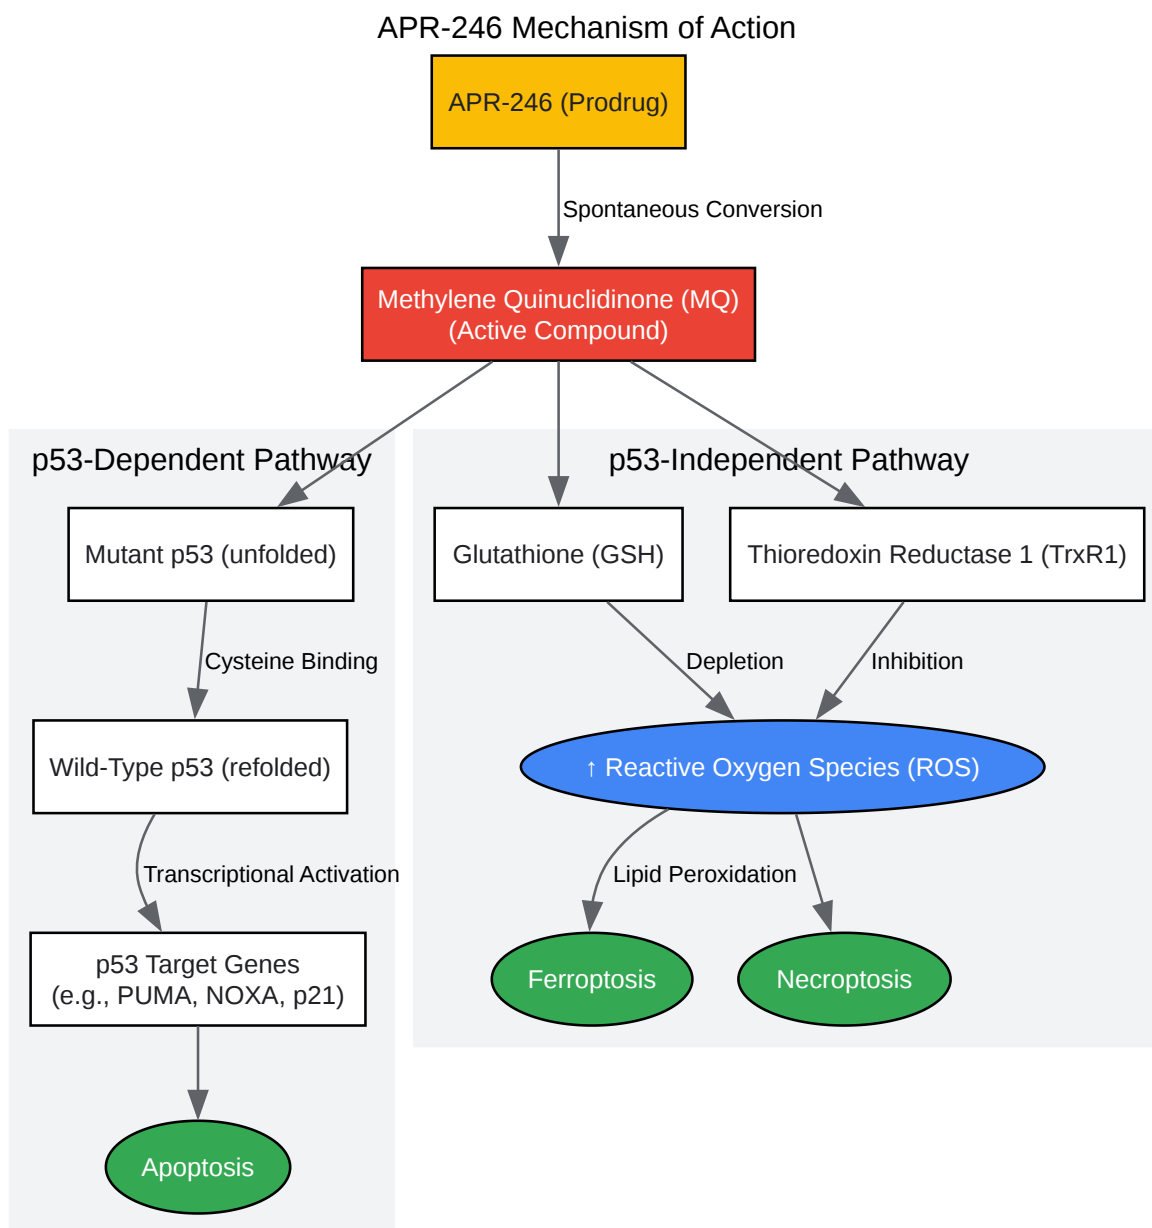 APR-246 Mechanism of Action
APR-246 (Prodrug)
Spontaneous Conversion
Methylene Quinuclidinone (MQ)
(Active Compound)
p53-Dependent Pathway
p53-Independent Pathway
Mutant p53 (unfolded)
Glutathione (GSH)
Thioredoxin Reductase 1 (TrxR1)
Cysteine Binding
Depletion
Inhibition
Wild-Type p53 (refolded)
↑ Reactive Oxygen Species (ROS)
Transcriptional Activation
Lipid Peroxidation
p53 Target Genes
(e.g., PUMA, NOXA, p21)
Ferroptosis
Necroptosis
Apoptosis